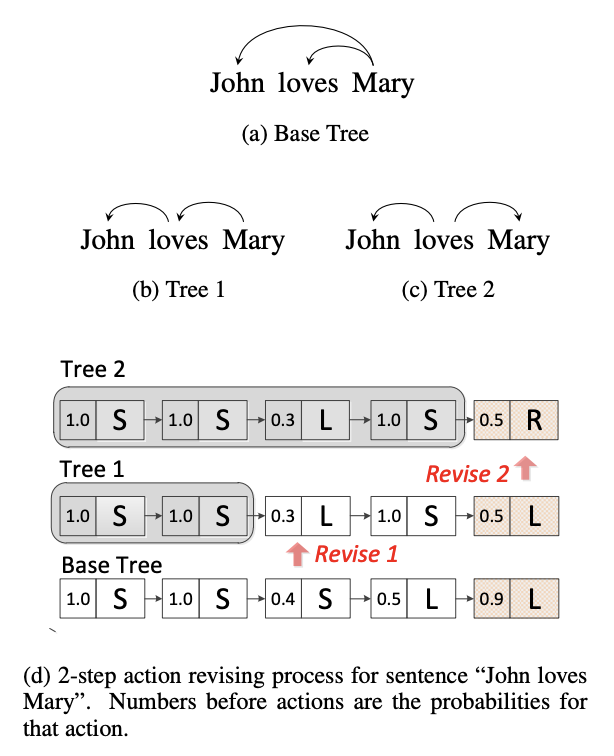 John loves Mary
(a) Base Tree
John loves Mary
(b) Tree 1
John loves Mary
(c) Tree 2
Tree 2
1.0 S 1.0 S 0.3 L 1.0 S 0.5 R
Revise 2
Tree 1
1.0 S 1.0 S 0.3 L 1.0 S 0.5 L
Revise 1
Base Tree
1.0 S 1.0 S 0.4 S 0.5 L 0.9 L
(d) 2-step action revising process for sentence “John loves
Mary”. Numbers before actions are the probabilities for
that action.